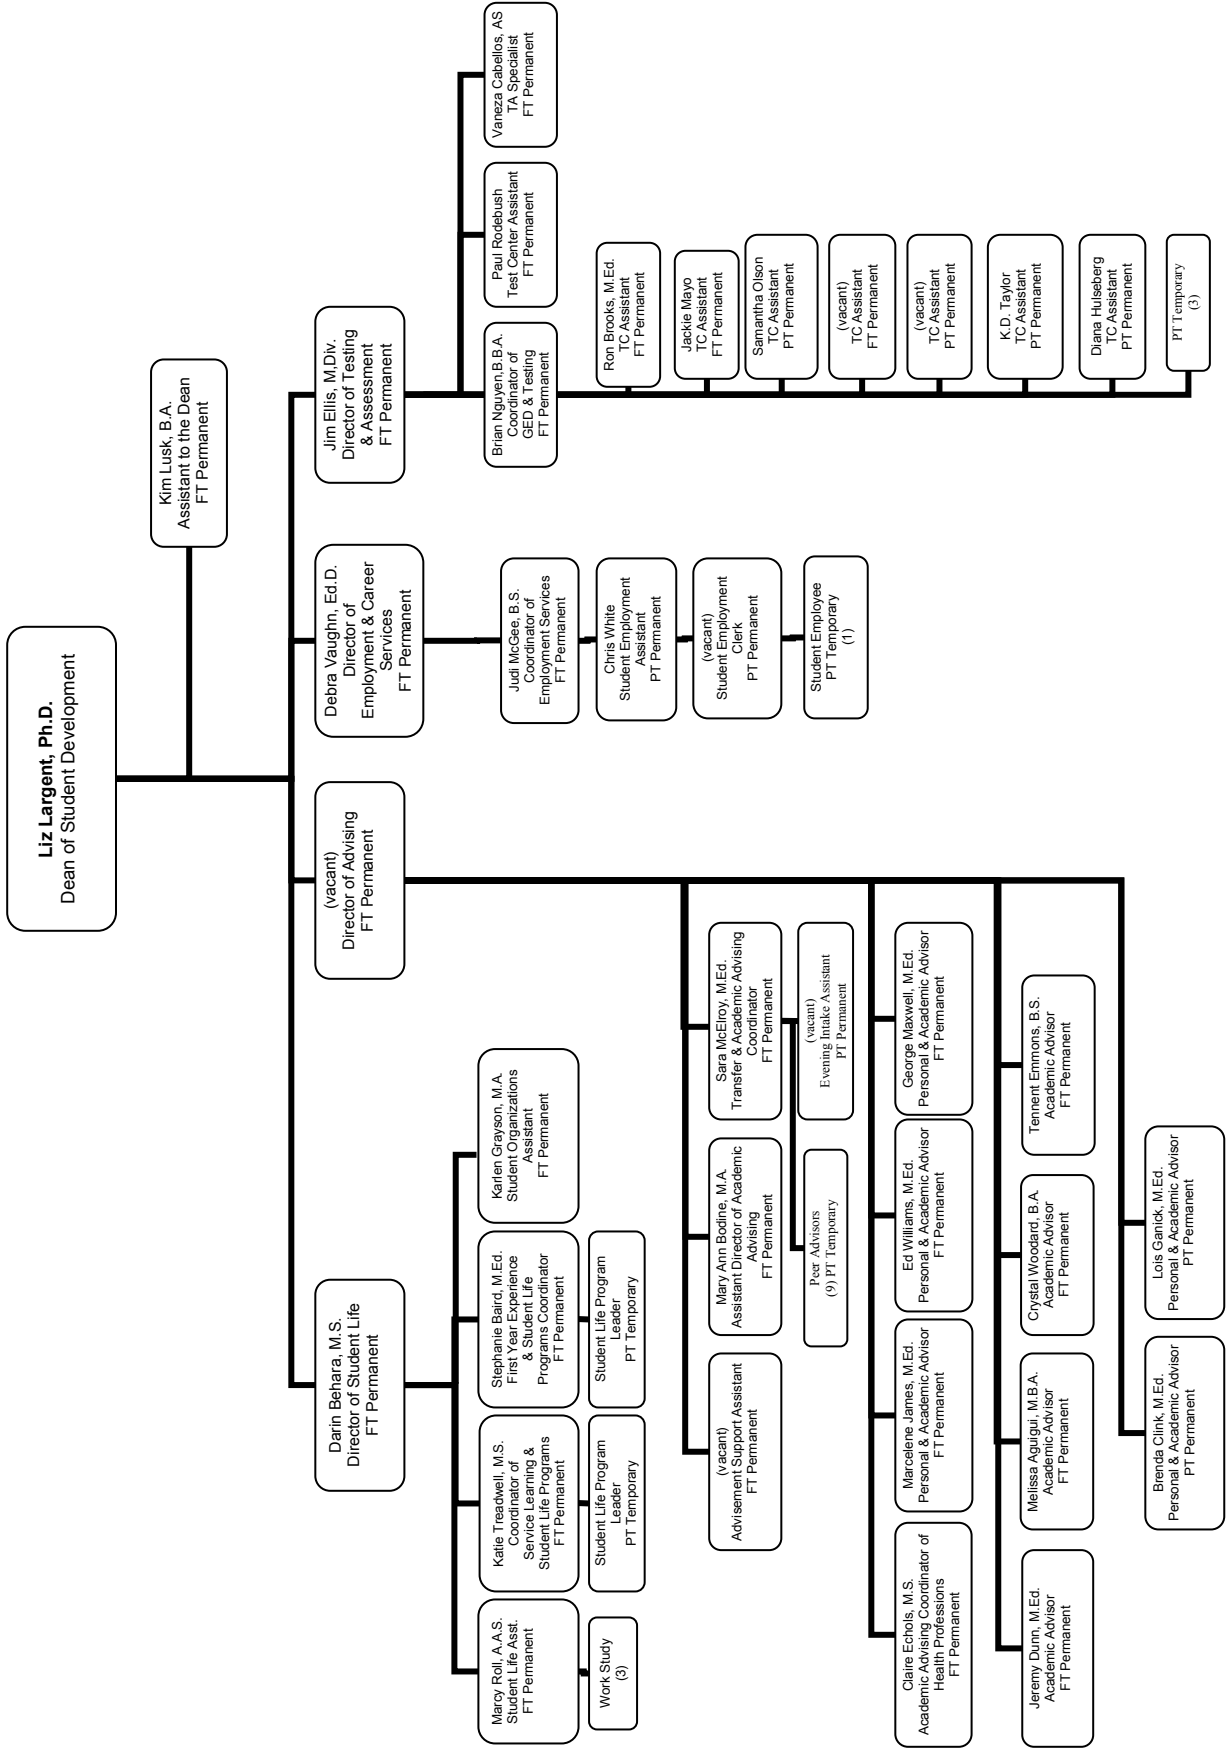 Liz Largent, Ph.D.
Dean of Student Development
Kim Lusk, B.A.
Assistant to the Dean
FT Permanent
Darin Behara, M.S.
Director of Student Life
FT Permanent
(vacant)
Director of Advising
FT Permanent
Debra Vaughn, Ed.D.
Director of
Employment & Career
Services
FT Permanent
Jim Ellis, M,Div.
Director of Testing
& Assessment
FT Permanent
Marcy Roll, A.A.S.
Student Life Asst.
FT Permanent
Work Study
(3)
Katie Treadwell, M.S.
Coordinator of
Service Learning &
Student Life Programs
FT Permanent
Student Life Program
Leader
PT Temporary
Stephanie Baird, M.Ed.
First Year Experience
& Student Life
Programs Coordinator
FT Permanent
Student Life Program
Leader
PT Temporary
Karlen Grayson, M.A.
Student Organizations
Assistant
FT Permanent
(vacant)
Advisement Support Assistant
FT Permanent
Mary Ann Bodine, M.A.
Assistant Director of Academic
Advising
FT Permanent
Sara McElroy, M.Ed.
Transfer & Academic Advising
Coordinator
FT Permanent
Peer Advisors
(9) PT Temporary
(vacant)
Evening Intake Assistant
PT Permanent
Claire Echols, M.S.
Academic Advising Coordinator of
Health Professions
FT Permanent
Marcelene James, M.Ed.
Personal & Academic Advisor
FT Permanent
Ed Williams, M.Ed.
Personal & Academic Advisor
FT Permanent
George Maxwell, M.Ed.
Personal & Academic Advisor
FT Permanent
Jeremy Dunn, M.Ed.
Academic Advisor
FT Permanent
Melissa Aguigui, M.B.A.
Academic Advisor
FT Permanent
Crystal Woodard, B.A.
Academic Advisor
FT Permanent
Tennent Emmons, B.S.
Academic Advisor
FT Permanent
Brenda Clink, M.Ed.
Personal & Academic Advisor
PT Permanent
Lois Ganick, M.Ed.
Personal & Academic Advisor
PT Permanent
Judi McGee, B.S.
Coordinator of
Employment Services
FT Permanent
Chris White
Student Employment
Assistant
PT Permanent
(vacant)
Student Employment
Clerk
PT Permanent
Student Employee
PT Temporary
(1)
Brian Nguyen,B.B.A.
Coordinator of
GED & Testing
FT Permanent
Paul Rodebush
Test Center Assistant
FT Permanent
Vaneza Cabellos, AS
TA Specialist
FT Permanent
Ron Brooks, M.Ed.
TC Assistant
FT Permanent
Jackie Mayo
TC Assistant
FT Permanent
Samantha Olson
TC Assistant
PT Permanent
(vacant)
TC Assistant
FT Permanent
(vacant)
TC Assistant
PT Permanent
K.D. Taylor
TC Assistant
PT Permanent
Diana Hulseberg
TC Assistant
PT Permanent
PT Temporary
(3)